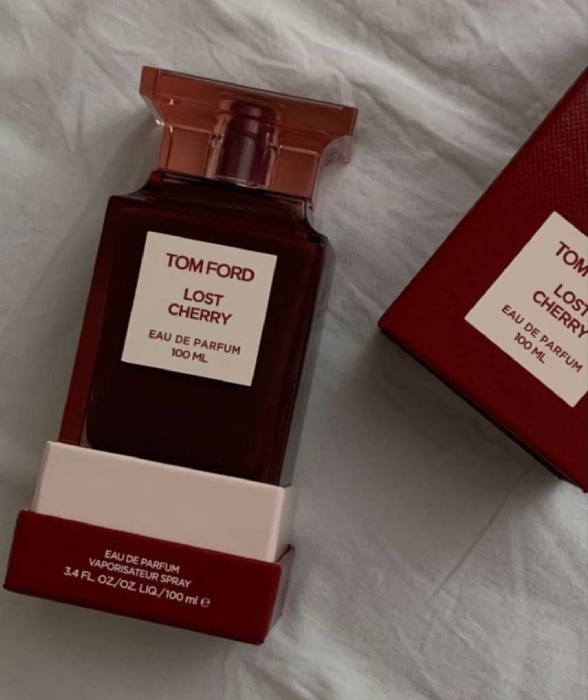 TOM FORD
LOST
CHERRY
EAU DE PARFUM
100 ML
EAU DE PARFUM
VAPORISATEUR SPRAY
3.4 FL. OZ./OZ. LIQ./100 ml ℮
TOM
LOST
CHERRY
EAU DE PARFUM
100 ML